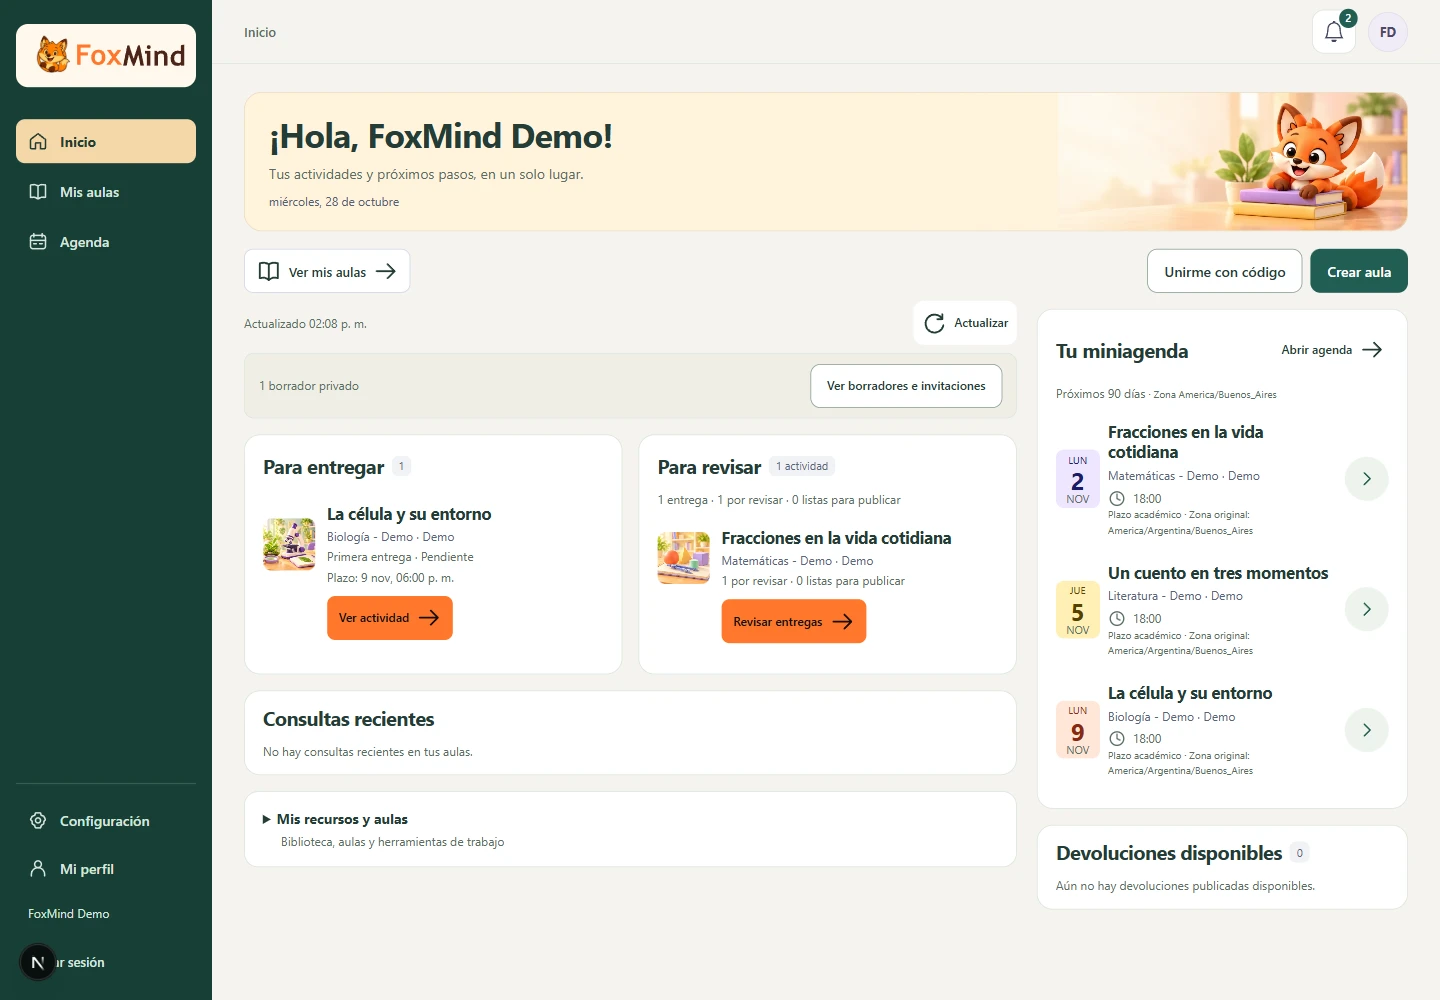 FoxMind
Inicio
Mis aulas
Agenda
Configuración
Mi perfil
FoxMind Demo
N
sesión
Inicio
2
FD
¡Hola, FoxMind Demo!
Tus actividades y próximos pasos, en un solo lugar.
miércoles, 28 de octubre
Ver mis aulas
Unirme con código
Crear aula
Actualizado 02:08 p. m.
Actualizar
1 borrador privado
Ver borradores e invitaciones
Para entregar 1
La célula y su entorno
Biología - Demo · Demo
Primera entrega · Pendiente
Plazo: 9 nov, 06:00 p. m.
Ver actividad
Para revisar 1 actividad
1 entrega · 1 por revisar · 0 listas para publicar
Fracciones en la vida cotidiana
Matemáticas - Demo · Demo
1 por revisar · 0 listas para publicar
Revisar entregas
Consultas recientes
No hay consultas recientes en tus aulas.
Mis recursos y aulas
Biblioteca, aulas y herramientas de trabajo
Tu miniagenda
Abrir agenda
Próximos 90 días · Zona America/Buenos_Aires
LUN
2
NOV
Fracciones en la vida
cotidiana
Matemáticas - Demo · Demo
18:00
Plazo académico · Zona original:
America/Argentina/Buenos_Aires
JUE
5
NOV
Un cuento en tres momentos
Literatura - Demo · Demo
18:00
Plazo académico · Zona original:
America/Argentina/Buenos_Aires
LUN
9
NOV
La célula y su entorno
Biología - Demo · Demo
18:00
Plazo académico · Zona original:
America/Argentina/Buenos_Aires
Devoluciones disponibles 0
Aún no hay devoluciones publicadas disponibles.